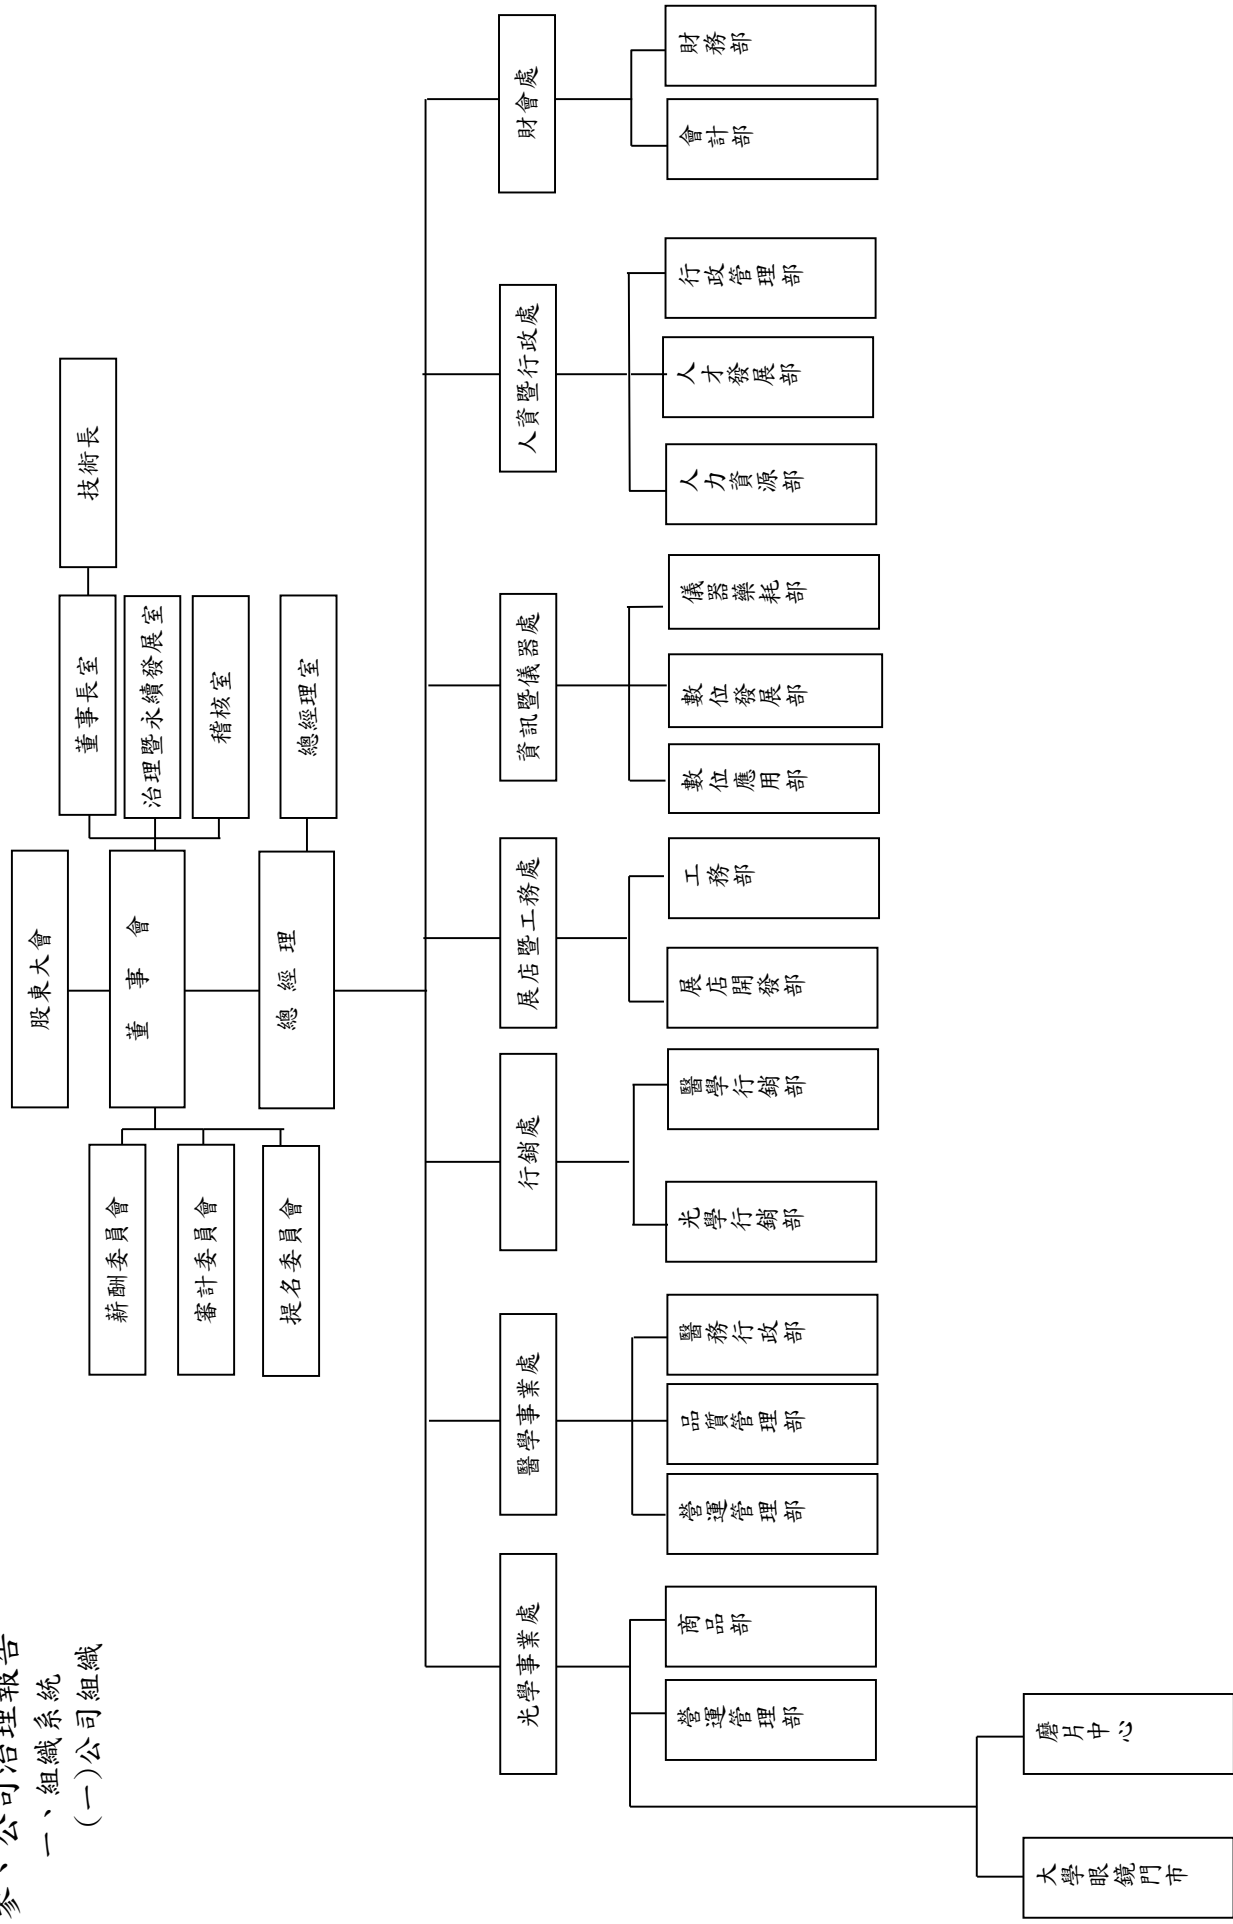 參、公司治理報告
一、組織系統
(一)公司組織
股東大會
董事會
總經理
薪酬委員會
審計委員會
提名委員會
董事長室
治理暨永續發展室
稽核室
總經理室
技術長
光學事業處
醫學事業處
行銷處
展店暨工務處
資訊暨儀器處
人資暨行政處
財會處
營運管理部
商品部
營運管理部
品質管理部
醫務行政部
光學行銷部
醫學行銷部
展店開發部
工務部
數位應用部
數位發展部
儀器藥耗部
人力資源部
人才發展部
行政管理部
會計部
財務部
大學眼鏡門市
磨片中心